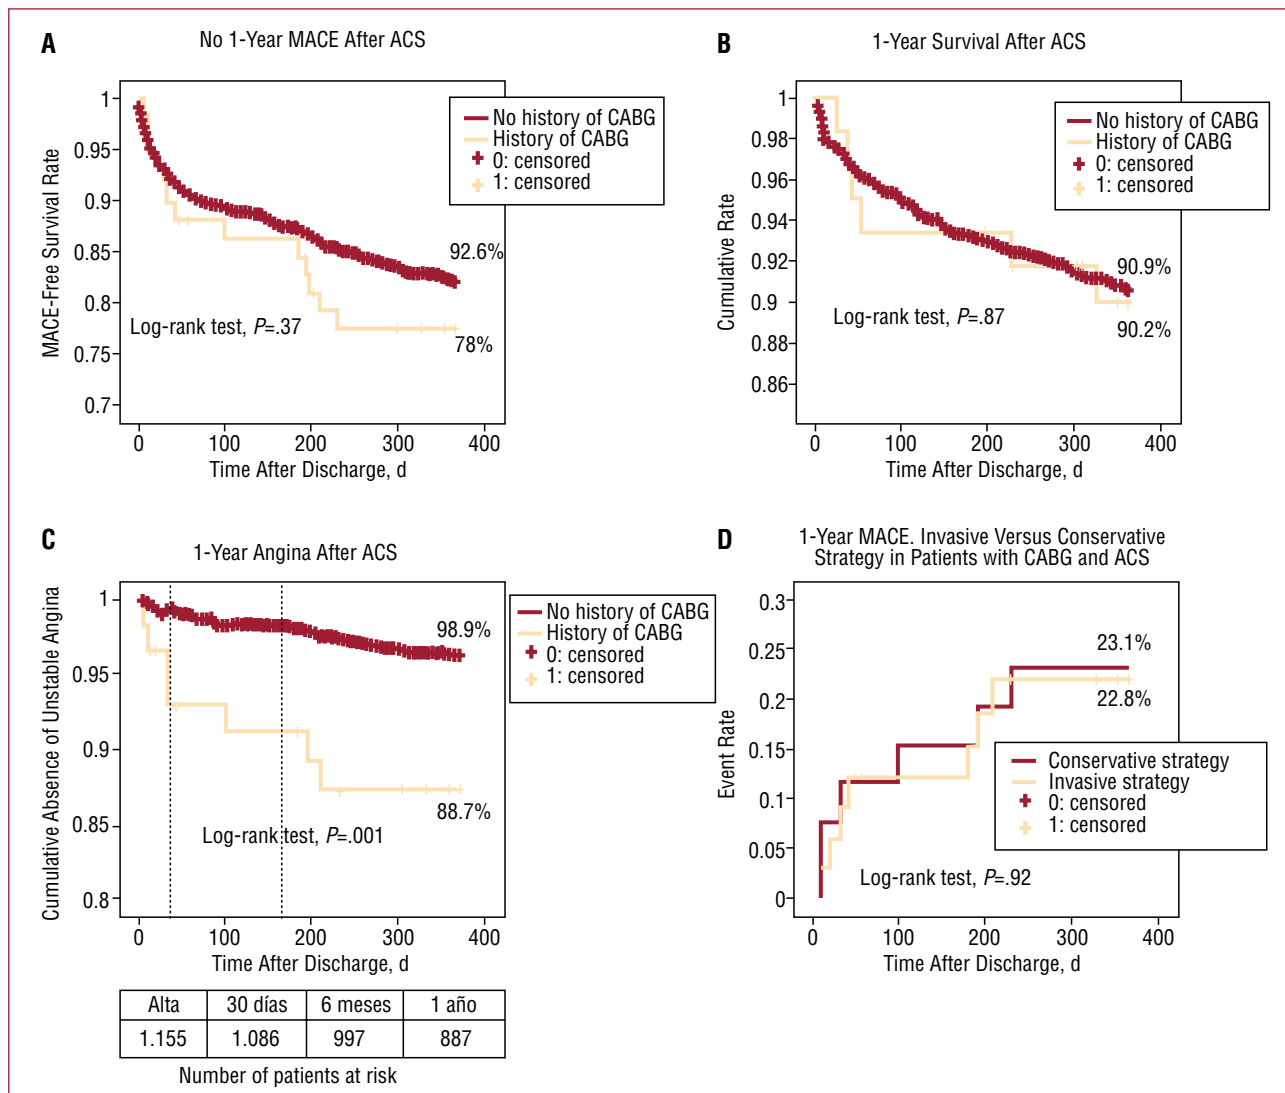 A
No 1-Year MACE After ACS
MACE-Free Survival Rate
1
0.95
0.9
0.85
0.8
0.75
0.7
No history of CABG
History of CABG
0: censored
1: censored
92.6%
78%
Log-rank test, P=.37
0 100 200 300 400
Time After Discharge, d
B
1-Year Survival After ACS
Cumulative Rate
1
0.98
0.96
0.94
0.92
0.9
0.88
0.86
No history of CABG
History of CABG
0: censored
1: censored
90.9%
90.2%
Log-rank test, P=.87
0 100 200 300 400
Time After Discharge, d
C
1-Year Angina After ACS
Cumulative Absence of Unstable Angina
1
0.95
0.9
0.85
0.8
No history of CABG
History of CABG
0: censored
1: censored
98.9%
88.7%
Log-rank test, P=.001
0 100 200 300 400
Time After Discharge, d
Alta 30 días 6 meses 1 año
1.155 1.086 997 887
Number of patients at risk
D
1-Year MACE. Invasive Versus Conservative
Strategy in Patients with CABG and ACS
Event Rate
0.3
0.25
0.2
0.15
0.1
0.05
0
23.1%
22.8%
Conservative strategy
Invasive strategy
0: censored
1: censored
Log-rank test, P=.92
0 100 200 300 400
Time After Discharge, d